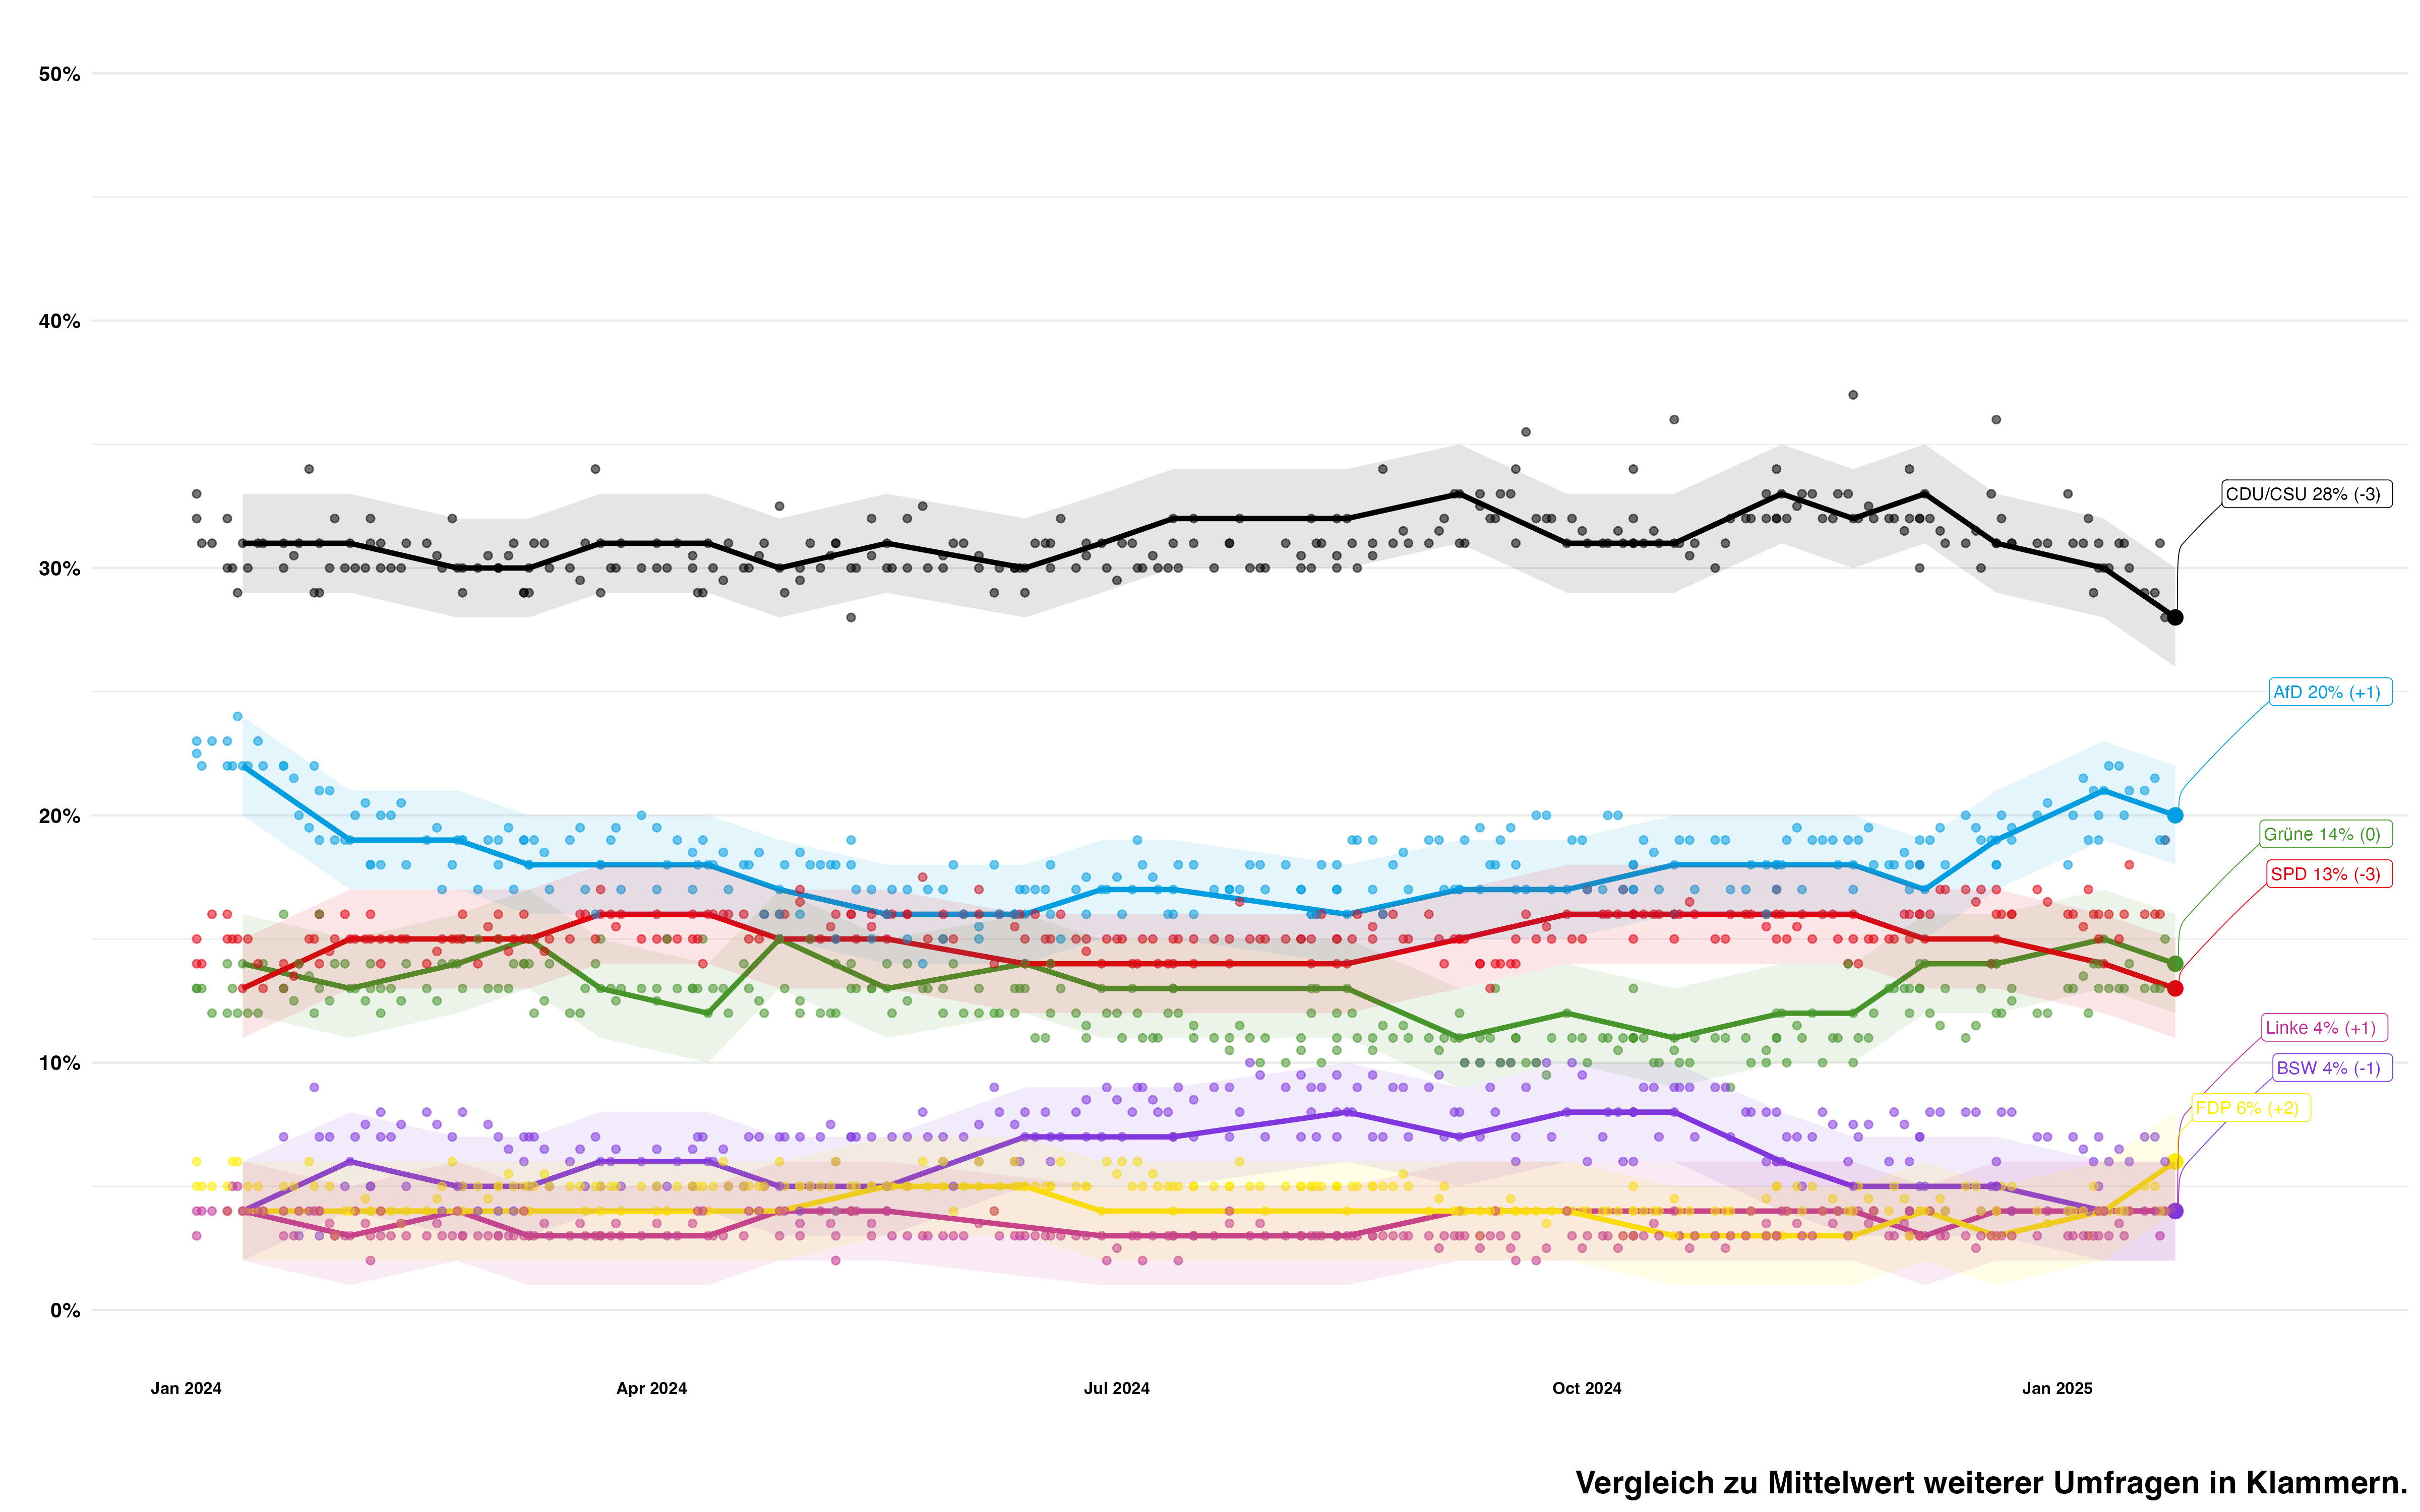 50%
40%
30%
20%
10%
0%
CDU/CSU 28% (-3)
AfD 20% (+1)
Grüne 14% (0)
SPD 13% (-3)
Linke 4% (+1)
BSW 4% (-1)
FDP 6% (+2)
Jan 2024
Apr 2024
Jul 2024
Oct 2024
Jan 2025
Vergleich zu Mittelwert weiterer Umfragen in Klammern.